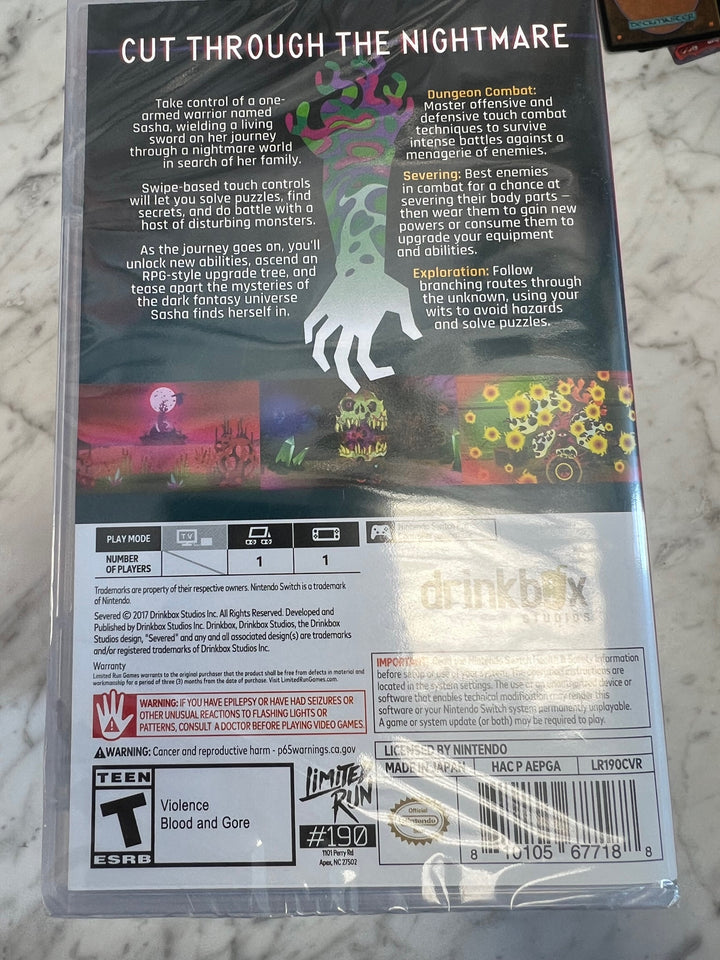 DECKMASTER
CUT THROUGH THE NIGHTMARE
Take control of a one-
armed warrior named
Sasha, wielding a living
sword on her journey
through a nightmare world
in search of her family.
Swipe-based touch controls
will let you solve puzzles, find
secrets, and do battle with a
host of disturbing monsters.
As the journey goes on, you'll
unlock new abilities, ascend an
RPG-style upgrade tree, and
tease apart the mysteries of
the dark fantasy universe
Sasha finds herself in.
Dungeon Combat:
Master offensive and
defensive touch combat
techniques to survive
intense battles against a
menagerie of enemies.
Severing: Best enemies
in combat for a chance at
severing their body parts –
then wear them to gain new
powers or consume them to
upgrade your equipment
and abilities.
Exploration: Follow
branching routes through
the unknown, using your
wits to avoid hazards
and solve puzzles.
PLAY MODE
TV
NUMBER
OF PLAYERS
1
1
Trademarks are property of their respective owners. Nintendo Switch is a trademark
of Nintendo.
Severed © 2017 Drinkbox Studios Inc. All Rights Reserved. Developed and
Published by Drinkbox Studios Inc. Drinkbox, Drinkbox Studios, the Drinkbox
Studios design, "Severed" and any and all associated design(s) are trademarks
and/or registered trademarks of Drinkbox Studios Inc.
Warranty
Limited Run Games warrants to the original purchaser that the product shall be free from defects in material and
workmanship for a period of three (3) months from the date of purchase. Visit LimitedRunGames.com.
WARNING: IF YOU HAVE EPILEPSY OR HAVE HAD SEIZURES OR
OTHER UNUSUAL REACTIONS TO FLASHING LIGHTS OR
PATTERNS, CONSULT A DOCTOR BEFORE PLAYING VIDEO GAMES.
WARNING: Cancer and reproductive harm - p65warnings.ca.gov
TEEN
T
ESRB
Violence
Blood and Gore
LIMITED
RUN
#190
1101 Perry Rd
Apex, NC 27502
drinkbox
STUDIOS
IMPORTANT: Safety Information
before setup or use of your instructions are
located in the system settings. The use of device or
software that enables technical modification may render this
software or your Nintendo Switch system permanently unplayable.
A game or system update (or both) may be required to play.
LICENSED BY NINTENDO
MADE IN JAPAN HAC P AEPGA LR190CVR
Official
Nintendo
8 10105 67718 8